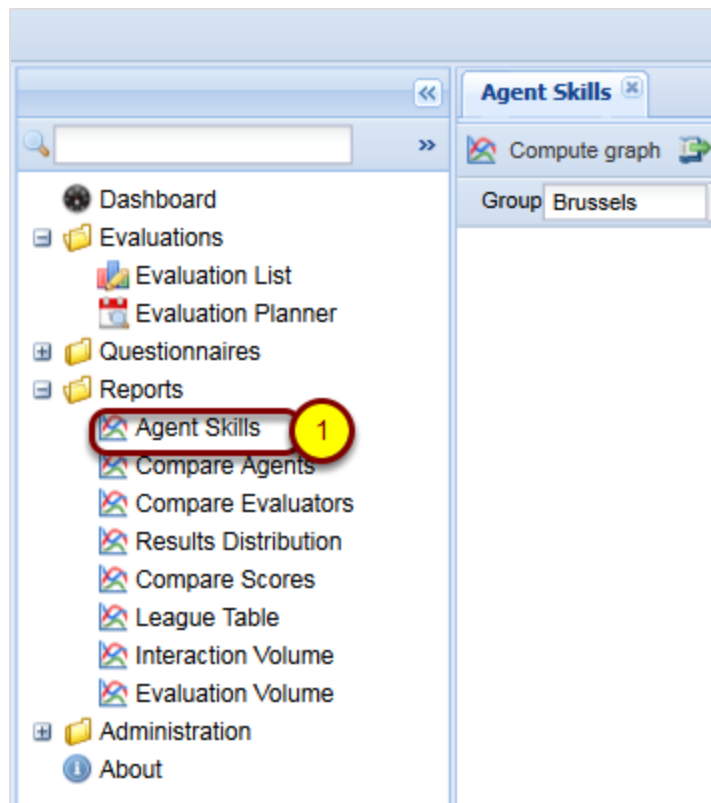 Agent Skills
Compute graph
Group Brussels
Dashboard
Evaluations
Evaluation List
Evaluation Planner
Questionnaires
Reports
Agent Skills 1
Compare Agents
Compare Evaluators
Results Distribution
Compare Scores
League Table
Interaction Volume
Evaluation Volume
Administration
About